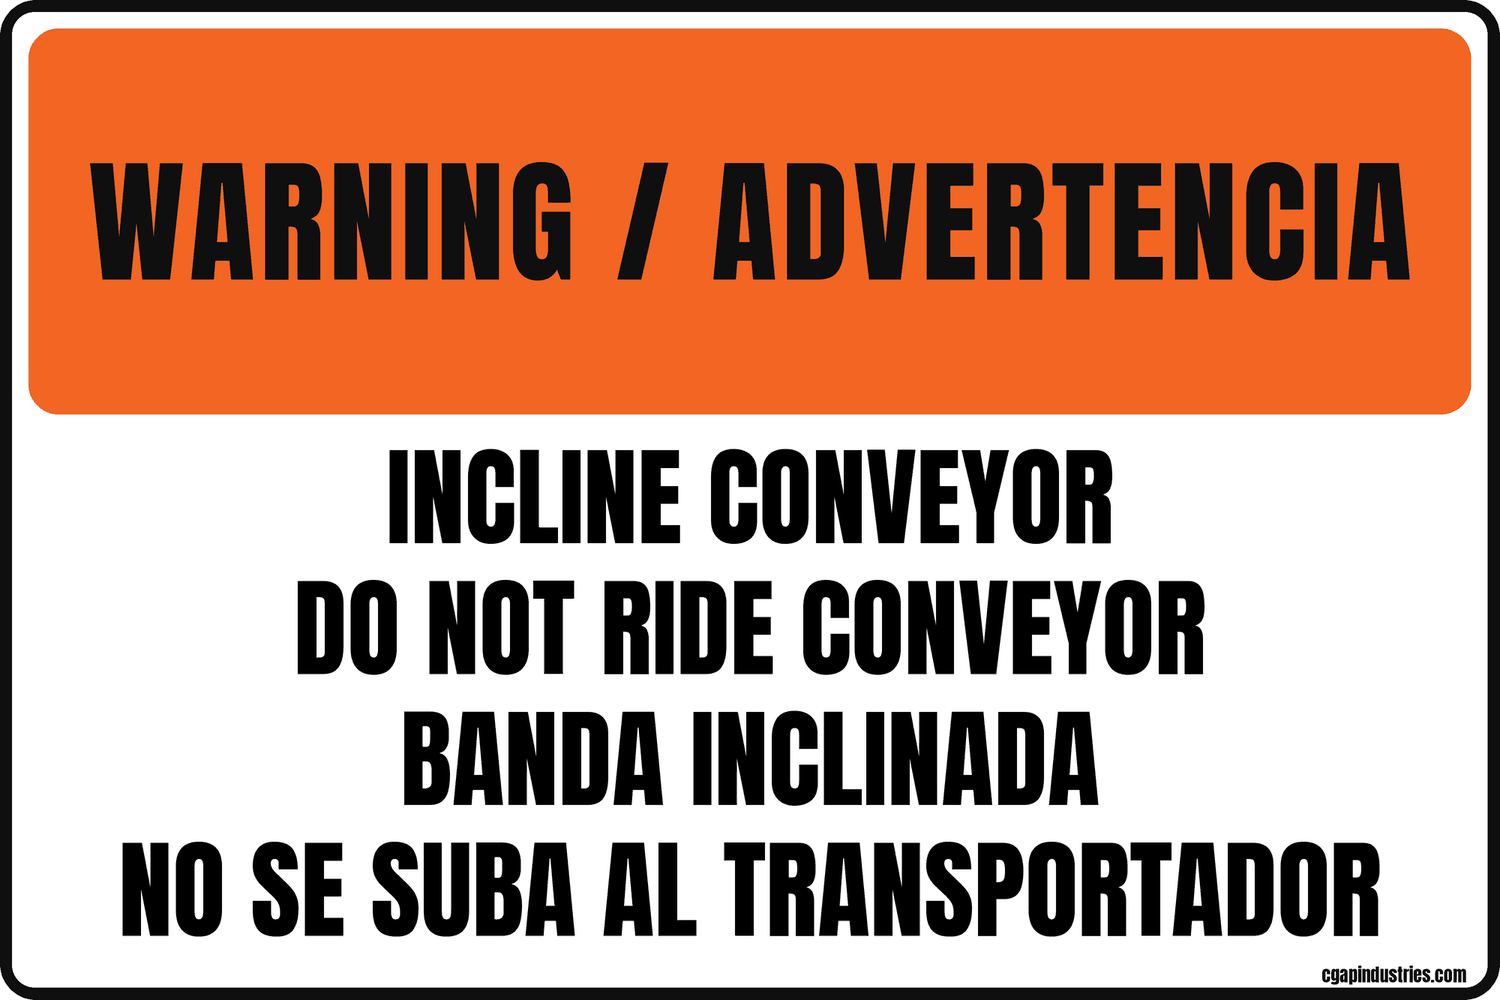 WARNING / ADVERTENCIA
INCLINE CONVEYOR
DO NOT RIDE CONVEYOR
BANDA INCLINADA
NO SE SUBA AL TRANSPORTADOR
cgapindustries.com